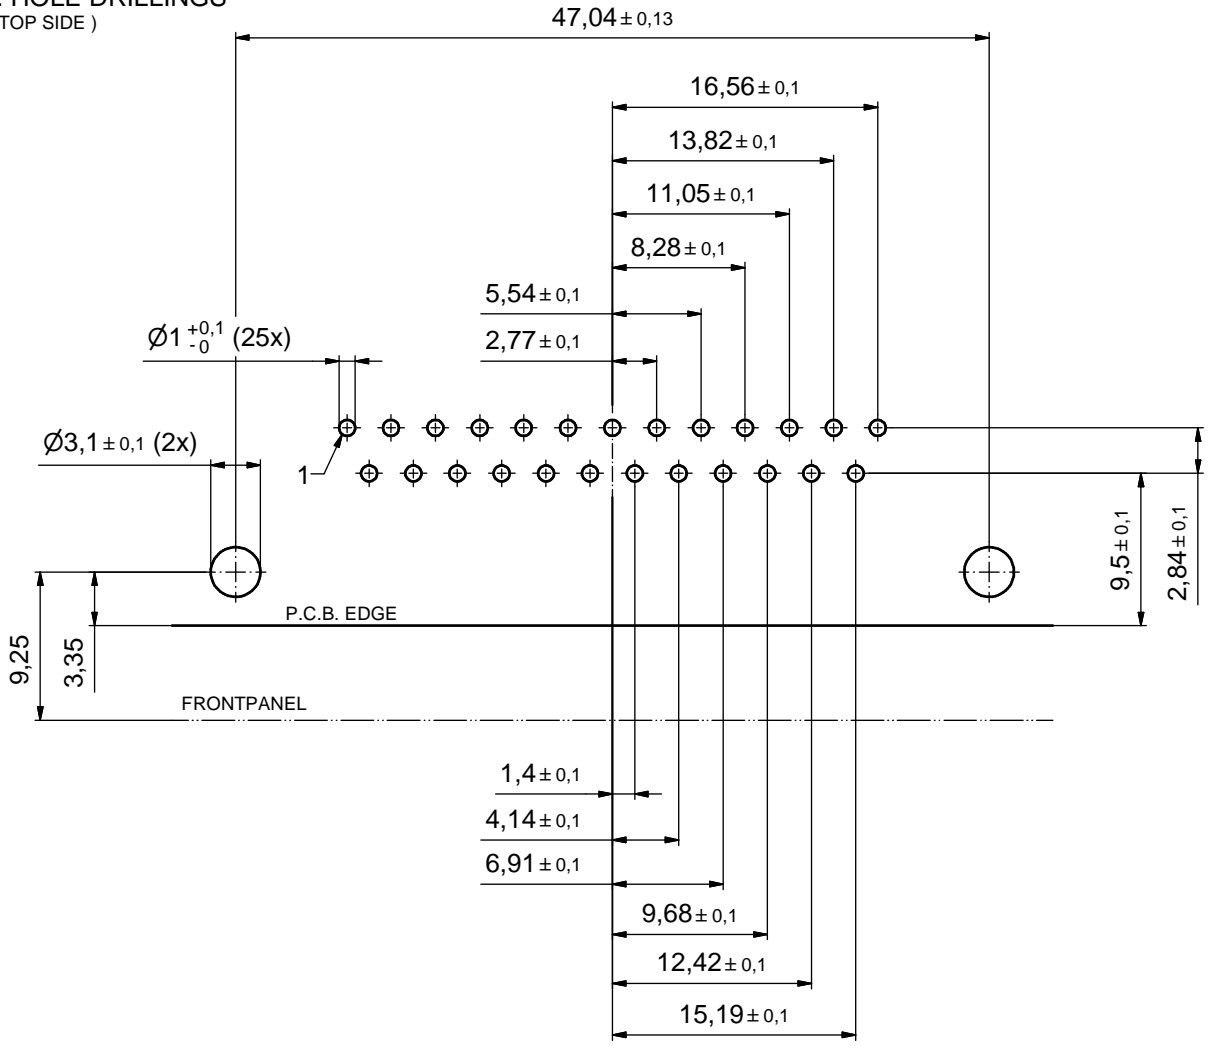 HOLE DRILLINGS
TOP SIDE )
47,04 ± 0,13
16,56 ± 0,1
13,82 ± 0,1
11,05 ± 0,1
8,28 ± 0,1
5,54 ± 0,1
2,77 ± 0,1
Ø1 +0,1 -0 (25x)
Ø3,1 ± 0,1 (2x)
1
9,5 ± 0,1
2,84 ± 0,1
P.C.B. EDGE
9,25
3,35
FRONTPANEL
1,4 ± 0,1
4,14 ± 0,1
6,91 ± 0,1
9,68 ± 0,1
12,42 ± 0,1
15,19 ± 0,1